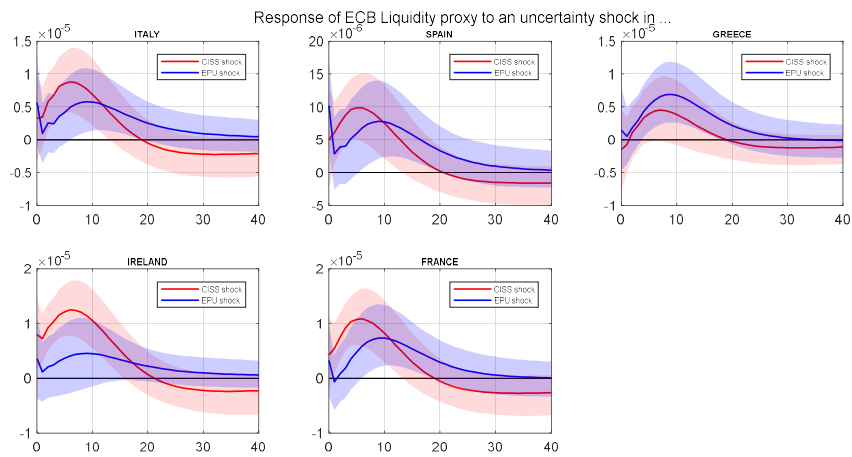 Response of ECB Liquidity proxy to an uncertainty shock in ...
ITALY
×10^-5
1.5
1
0.5
0
-0.5
-1
0 10 20 30 40
CISS shock
EPU shock
SPAIN
×10^-6
20
15
10
5
0
-5
0 10 20 30 40
CISS shock
EPU shock
GREECE
×10^-5
1.5
1
0.5
0
-0.5
-1
0 10 20 30 40
CISS shock
EPU shock
IRELAND
×10^-5
2
1
0
-1
0 10 20 30 40
CISS shock
EPU shock
FRANCE
×10^-5
2
1
0
-1
0 10 20 30 40
CISS shock
EPU shock